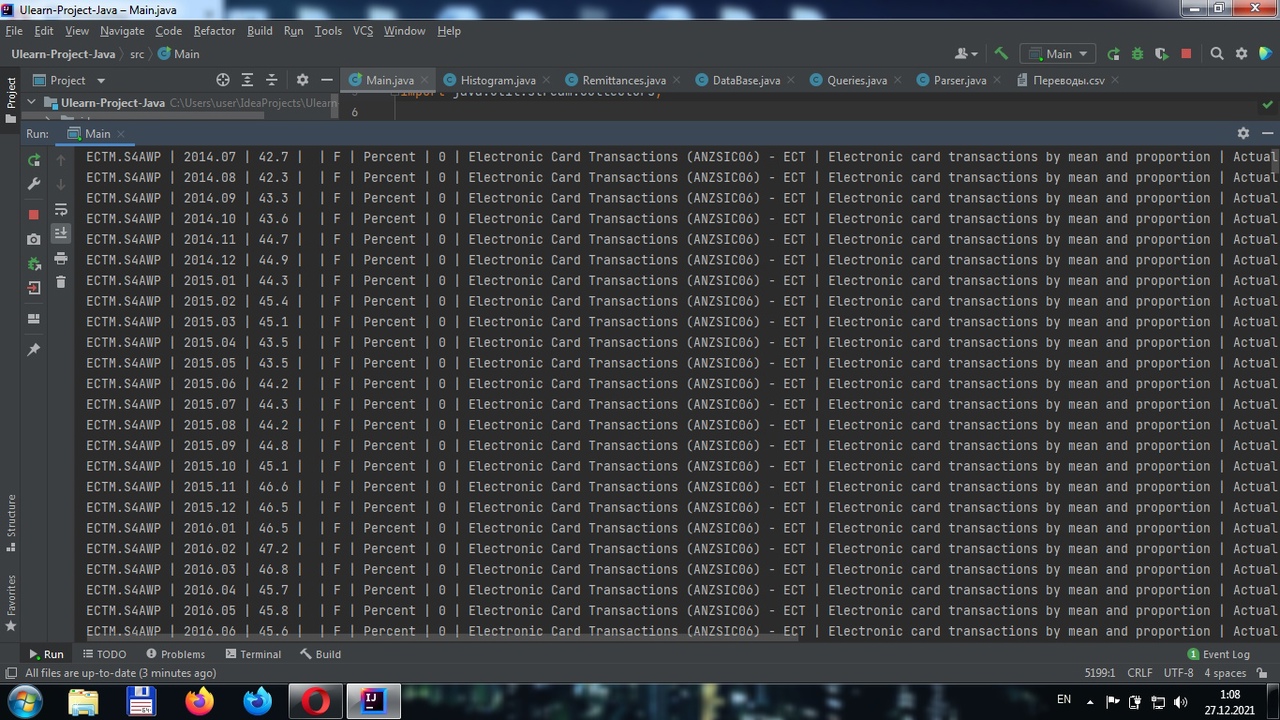 Ulearn-Project-Java – Main.java
File Edit View Navigate Code Refactor Build Run Tools VCS Window Help
Ulearn-Project-Java src Main Main
Project Project Main.java Histogram.java Remittances.java DataBase.java Queries.java Parser.java Переводы.csv
Ulearn-Project-Java C:\Users\user\IdeaProjects\Ulearn-
import java.util.stream.Collectors;
6
Run: Main
ECTM.S4AWP | 2014.07 | 42.7 | | F | Percent | 0 | Electronic Card Transactions (ANZSIC06) - ECT | Electronic card transactions by mean and proportion | Actual
ECTM.S4AWP | 2014.08 | 42.3 | | F | Percent | 0 | Electronic Card Transactions (ANZSIC06) - ECT | Electronic card transactions by mean and proportion | Actual
ECTM.S4AWP | 2014.09 | 43.3 | | F | Percent | 0 | Electronic Card Transactions (ANZSIC06) - ECT | Electronic card transactions by mean and proportion | Actual
ECTM.S4AWP | 2014.10 | 43.6 | | F | Percent | 0 | Electronic Card Transactions (ANZSIC06) - ECT | Electronic card transactions by mean and proportion | Actual
ECTM.S4AWP | 2014.11 | 44.7 | | F | Percent | 0 | Electronic Card Transactions (ANZSIC06) - ECT | Electronic card transactions by mean and proportion | Actual
ECTM.S4AWP | 2014.12 | 44.9 | | F | Percent | 0 | Electronic Card Transactions (ANZSIC06) - ECT | Electronic card transactions by mean and proportion | Actual
ECTM.S4AWP | 2015.01 | 44.3 | | F | Percent | 0 | Electronic Card Transactions (ANZSIC06) - ECT | Electronic card transactions by mean and proportion | Actual
ECTM.S4AWP | 2015.02 | 45.4 | | F | Percent | 0 | Electronic Card Transactions (ANZSIC06) - ECT | Electronic card transactions by mean and proportion | Actual
ECTM.S4AWP | 2015.03 | 45.1 | | F | Percent | 0 | Electronic Card Transactions (ANZSIC06) - ECT | Electronic card transactions by mean and proportion | Actual
ECTM.S4AWP | 2015.04 | 43.5 | | F | Percent | 0 | Electronic Card Transactions (ANZSIC06) - ECT | Electronic card transactions by mean and proportion | Actual
ECTM.S4AWP | 2015.05 | 43.5 | | F | Percent | 0 | Electronic Card Transactions (ANZSIC06) - ECT | Electronic card transactions by mean and proportion | Actual
ECTM.S4AWP | 2015.06 | 44.2 | | F | Percent | 0 | Electronic Card Transactions (ANZSIC06) - ECT | Electronic card transactions by mean and proportion | Actual
ECTM.S4AWP | 2015.07 | 44.3 | | F | Percent | 0 | Electronic Card Transactions (ANZSIC06) - ECT | Electronic card transactions by mean and proportion | Actual
ECTM.S4AWP | 2015.08 | 44.2 | | F | Percent | 0 | Electronic Card Transactions (ANZSIC06) - ECT | Electronic card transactions by mean and proportion | Actual
ECTM.S4AWP | 2015.09 | 44.8 | | F | Percent | 0 | Electronic Card Transactions (ANZSIC06) - ECT | Electronic card transactions by mean and proportion | Actual
ECTM.S4AWP | 2015.10 | 45.1 | | F | Percent | 0 | Electronic Card Transactions (ANZSIC06) - ECT | Electronic card transactions by mean and proportion | Actual
ECTM.S4AWP | 2015.11 | 46.6 | | F | Percent | 0 | Electronic Card Transactions (ANZSIC06) - ECT | Electronic card transactions by mean and proportion | Actual
ECTM.S4AWP | 2015.12 | 46.5 | | F | Percent | 0 | Electronic Card Transactions (ANZSIC06) - ECT | Electronic card transactions by mean and proportion | Actual
ECTM.S4AWP | 2016.01 | 46.5 | | F | Percent | 0 | Electronic Card Transactions (ANZSIC06) - ECT | Electronic card transactions by mean and proportion | Actual
ECTM.S4AWP | 2016.02 | 47.2 | | F | Percent | 0 | Electronic Card Transactions (ANZSIC06) - ECT | Electronic card transactions by mean and proportion | Actual
ECTM.S4AWP | 2016.03 | 46.8 | | F | Percent | 0 | Electronic Card Transactions (ANZSIC06) - ECT | Electronic card transactions by mean and proportion | Actual
ECTM.S4AWP | 2016.04 | 45.7 | | F | Percent | 0 | Electronic Card Transactions (ANZSIC06) - ECT | Electronic card transactions by mean and proportion | Actual
ECTM.S4AWP | 2016.05 | 45.8 | | F | Percent | 0 | Electronic Card Transactions (ANZSIC06) - ECT | Electronic card transactions by mean and proportion | Actual
ECTM.S4AWP | 2016.06 | 45.6 | | F | Percent | 0 | Electronic Card Transactions (ANZSIC06) - ECT | Electronic card transactions by mean and proportion | Actual
Structure
Favorites
Run TODO Problems Terminal Build 1 Event Log
All files are up-to-date (3 minutes ago) 5199:1 CRLF UTF-8 4 spaces
EN 1:08
27.12.2021